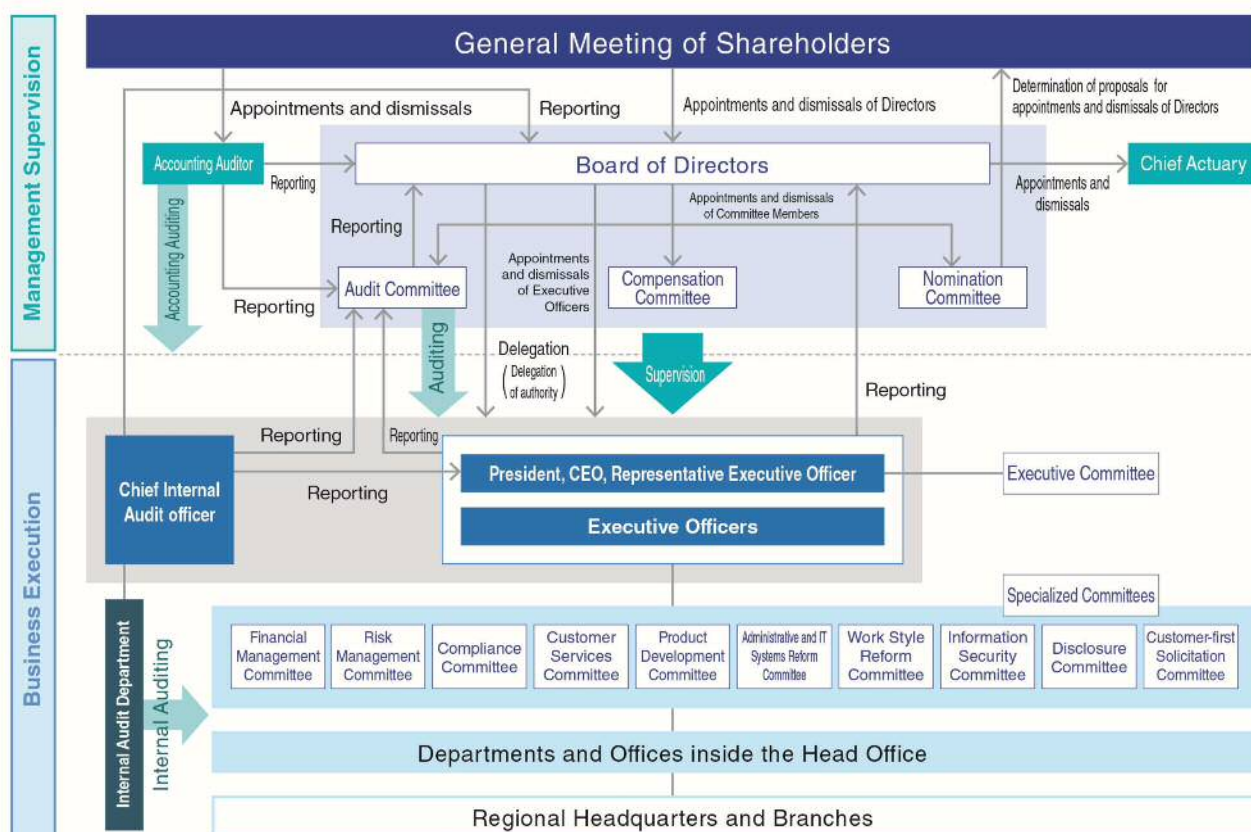 Management Supervision
General Meeting of Shareholders
Appointments and dismissals
Reporting
Appointments and dismissals of Directors
Determination of proposals for
appointments and dismissals of Directors
Accounting Auditor
Reporting
Board of Directors
Chief Actuary
Appointments and
dismissals
Accounting Auditing
Reporting
Appointments and dismissals
of Committee Members
Appointments
and dismissals
of Executive
Officers
Audit Committee
Compensation
Committee
Nomination
Committee
Reporting
Auditing
Delegation
(Delegation
of authority)
Supervision
Reporting
Business Execution
Reporting
Reporting
Chief Internal
Audit officer
Reporting
President, CEO, Representative Executive Officer
Executive Officers
Executive Committee
Specialized Committees
Internal Audit Department
Internal Auditing
Financial
Management
Committee
Risk
Management
Committee
Compliance
Committee
Customer
Services
Committee
Product
Development
Committee
Administrative and IT
Systems Reform
Committee
Work Style
Reform
Committee
Information
Security
Committee
Disclosure
Committee
Customer-first
Solicitation
Committee
Departments and Offices inside the Head Office
Regional Headquarters and Branches